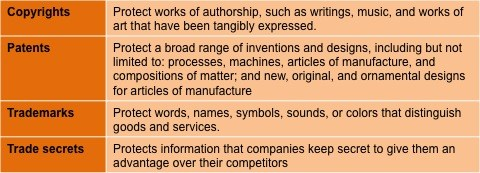 Copyrights
Protect works of authorship, such as writings, music, and works of
art that have been tangibly expressed.
Patents
Protect a broad range of inventions and designs, including but not
limited to: processes, machines, articles of manufacture, and
compositions of matter; and new, original, and ornamental designs
for articles of manufacture
Trademarks
Protect words, names, symbols, sounds, or colors that distinguish
goods and services.
Trade secrets
Protects information that companies keep secret to give them an
advantage over their competitors